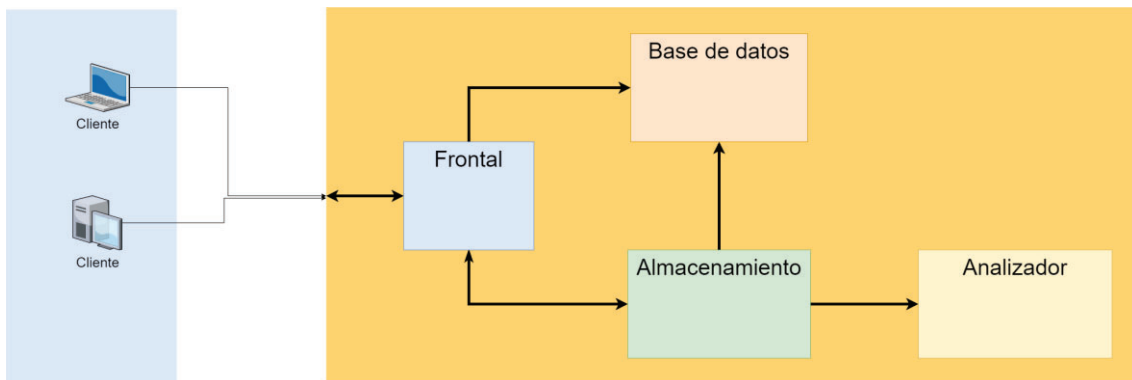 Cliente
Cliente
Frontal
Base de datos
Almacenamiento
Analizador